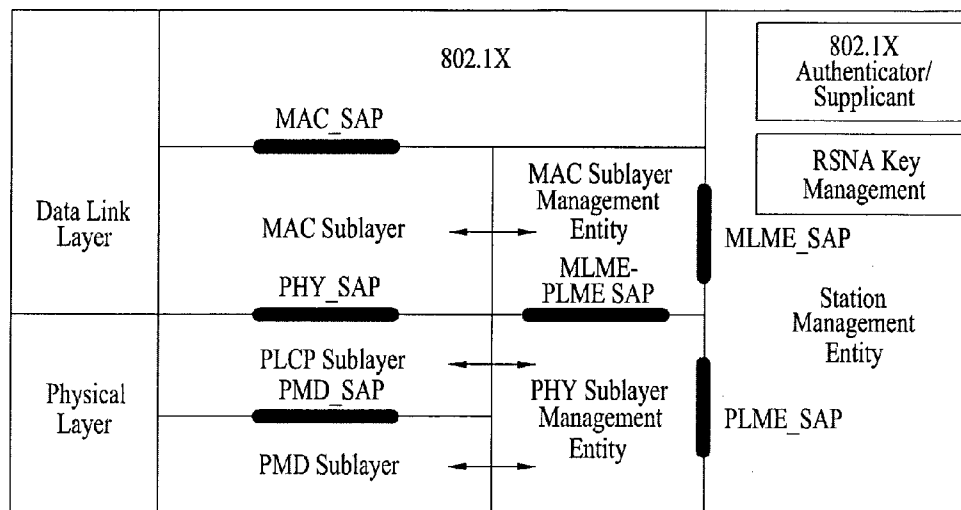 802.1X
802.1X
Authenticator/
Supplicant
MAC_SAP
RSNA Key
Management
Data Link
Layer
MAC Sublayer
MAC Sublayer
Management
Entity
MLME_SAP
PHY_SAP
MLME-
PLME SAP
Station
Management
Entity
Physical
Layer
PLCP Sublayer
PMD_SAP
PHY Sublayer
Management
Entity
PLME_SAP
PMD Sublayer